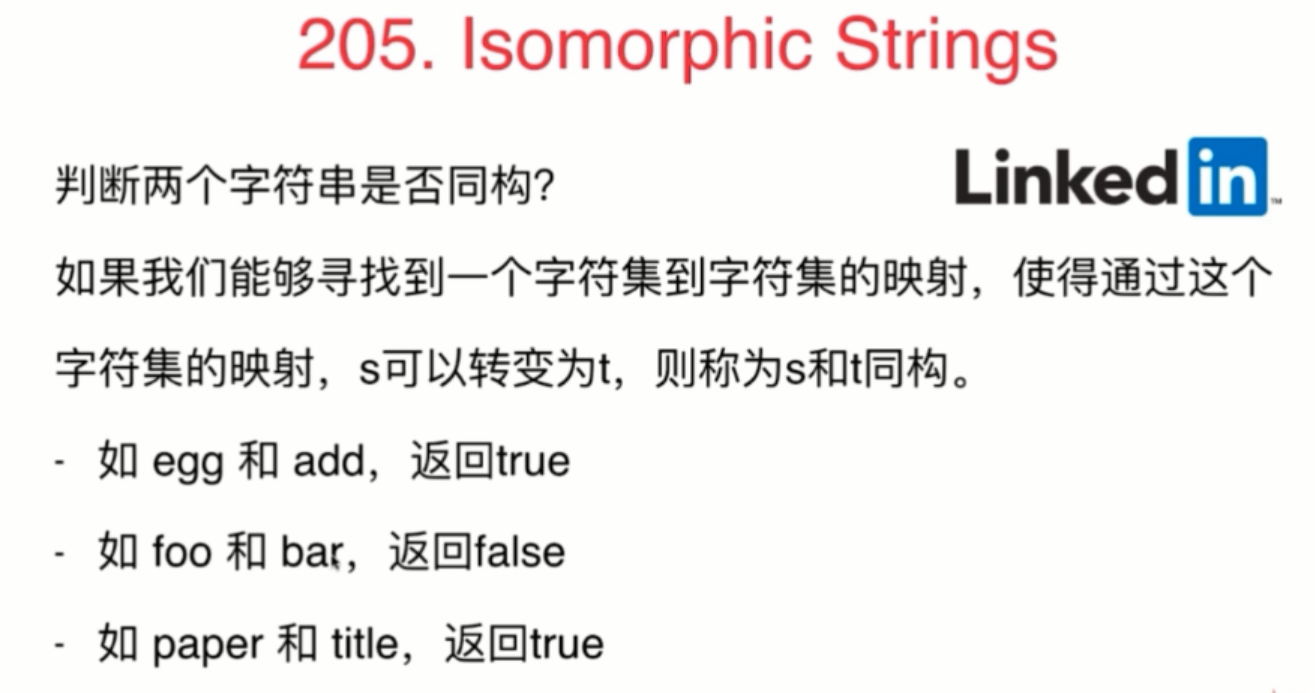 205. Isomorphic Strings
判断两个字符串是否同构?
Linked in ™
如果我们能够寻找到一个字符集到字符集的映射，使得通过这个
字符集的映射，s可以转变为t，则称为s和t同构。
- 如 egg 和 add，返回true
- 如 foo 和 bar，返回false
- 如 paper 和 title，返回true